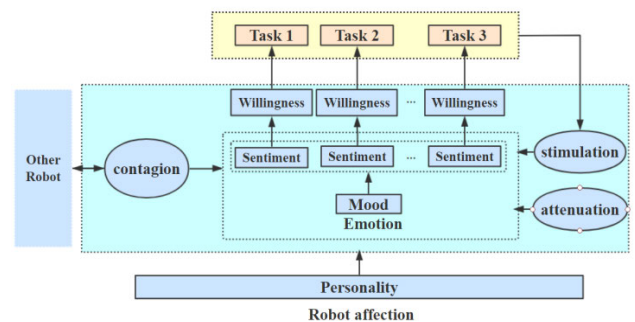 Task 1 Task 2 Task 3
Willingness Willingness ... Willingness
Other
Robot
contagion
Sentiment Sentiment ... Sentiment
stimulation
Mood
Emotion
attenuation
Personality
Robot affection